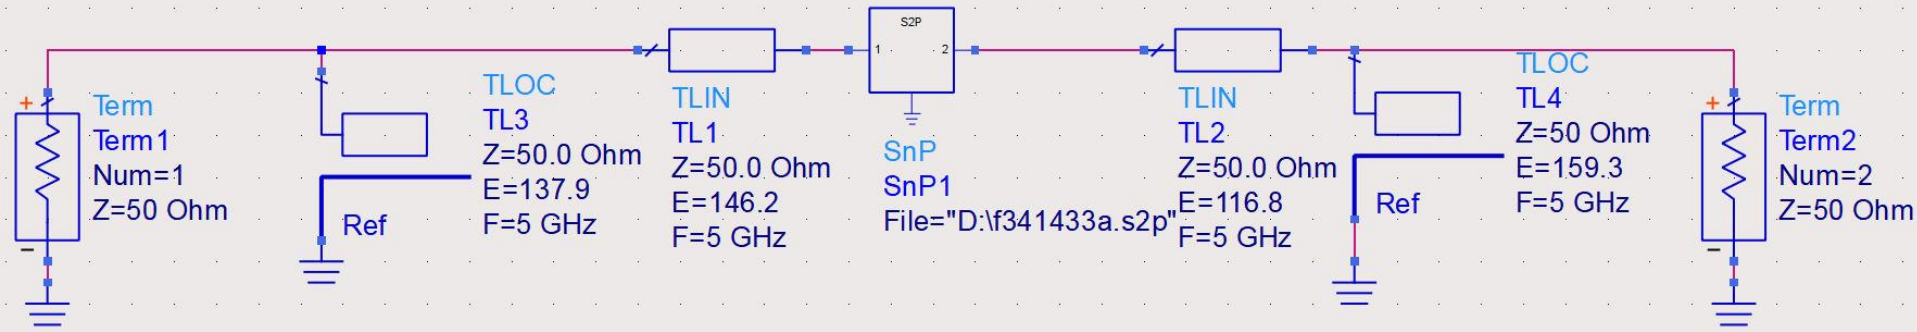 +
Term
Term1
Num=1
Z=50 Ohm
−
Ref
TLOC
TL3
Z=50.0 Ohm
E=137.9
F=5 GHz
TLIN
TL1
Z=50.0 Ohm
E=146.2
F=5 GHz
S2P
1 2
SnP
SnP1
File="D:\f341433a.s2p"
TLIN
TL2
Z=50.0 Ohm
E=116.8
F=5 GHz
Ref
TLOC
TL4
Z=50 Ohm
E=159.3
F=5 GHz
+
Term
Term2
Num=2
Z=50 Ohm
−